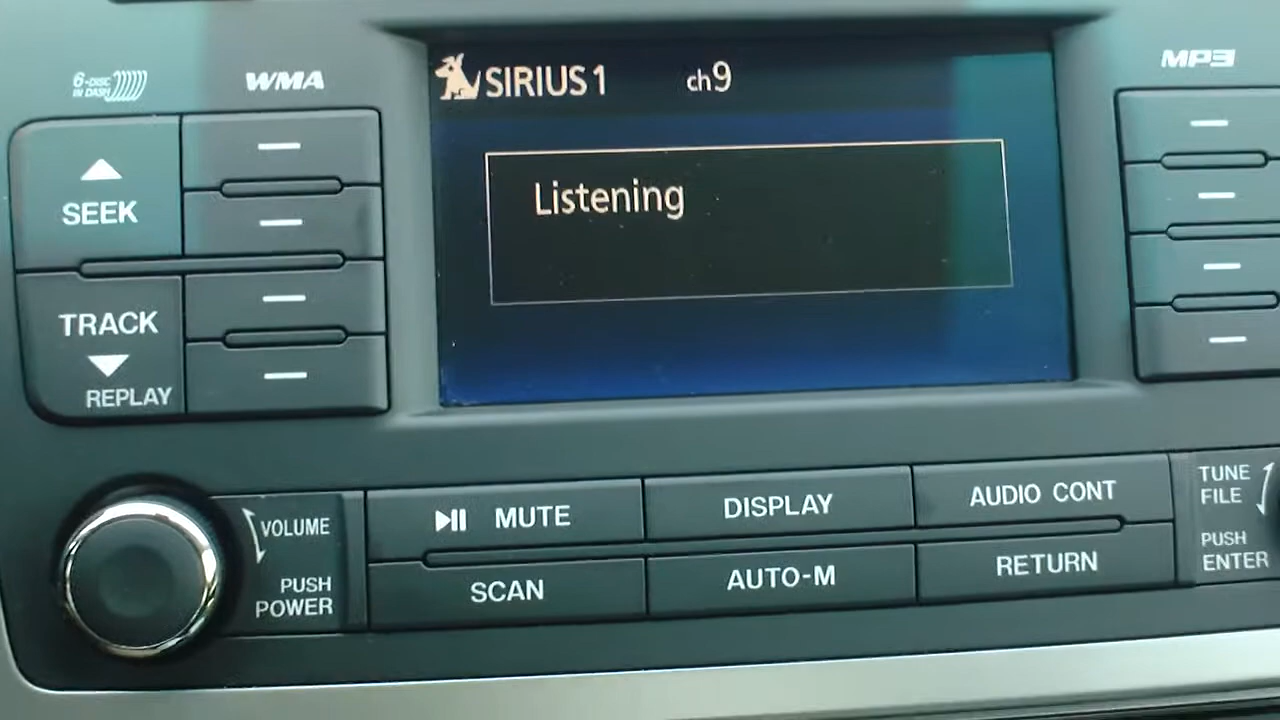 6-DISC
IN DASH
WMA
SIRIUS 1 ch9
MP3
Listening
SEEK
TRACK
REPLAY
VOLUME
PUSH
POWER
MUTE
DISPLAY
AUDIO CONT
SCAN
AUTO-M
RETURN
TUNE
FILE
PUSH
ENTER